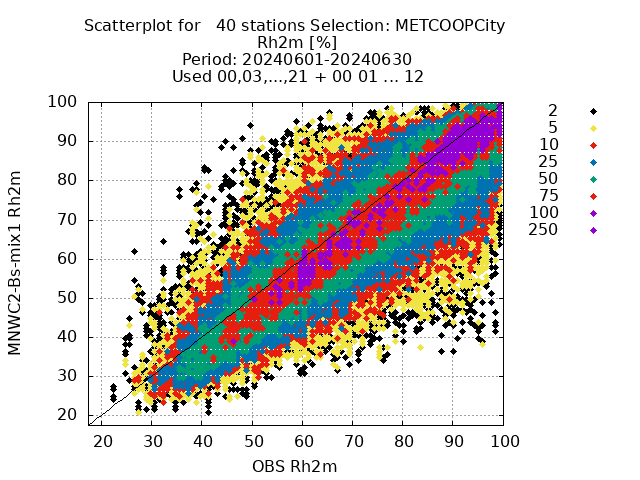 Scatterplot for   40 stations Selection: METCOOPCity
Rh2m [%]
Period: 20240601-20240630
Used 00,03,...,21 + 00 01 ... 12
MNWC2-Bs-mix1 Rh2m
100
90
80
70
60
50
40
30
20
20 30 40 50 60 70 80 90 100
OBS Rh2m
2
5
10
25
50
75
100
250